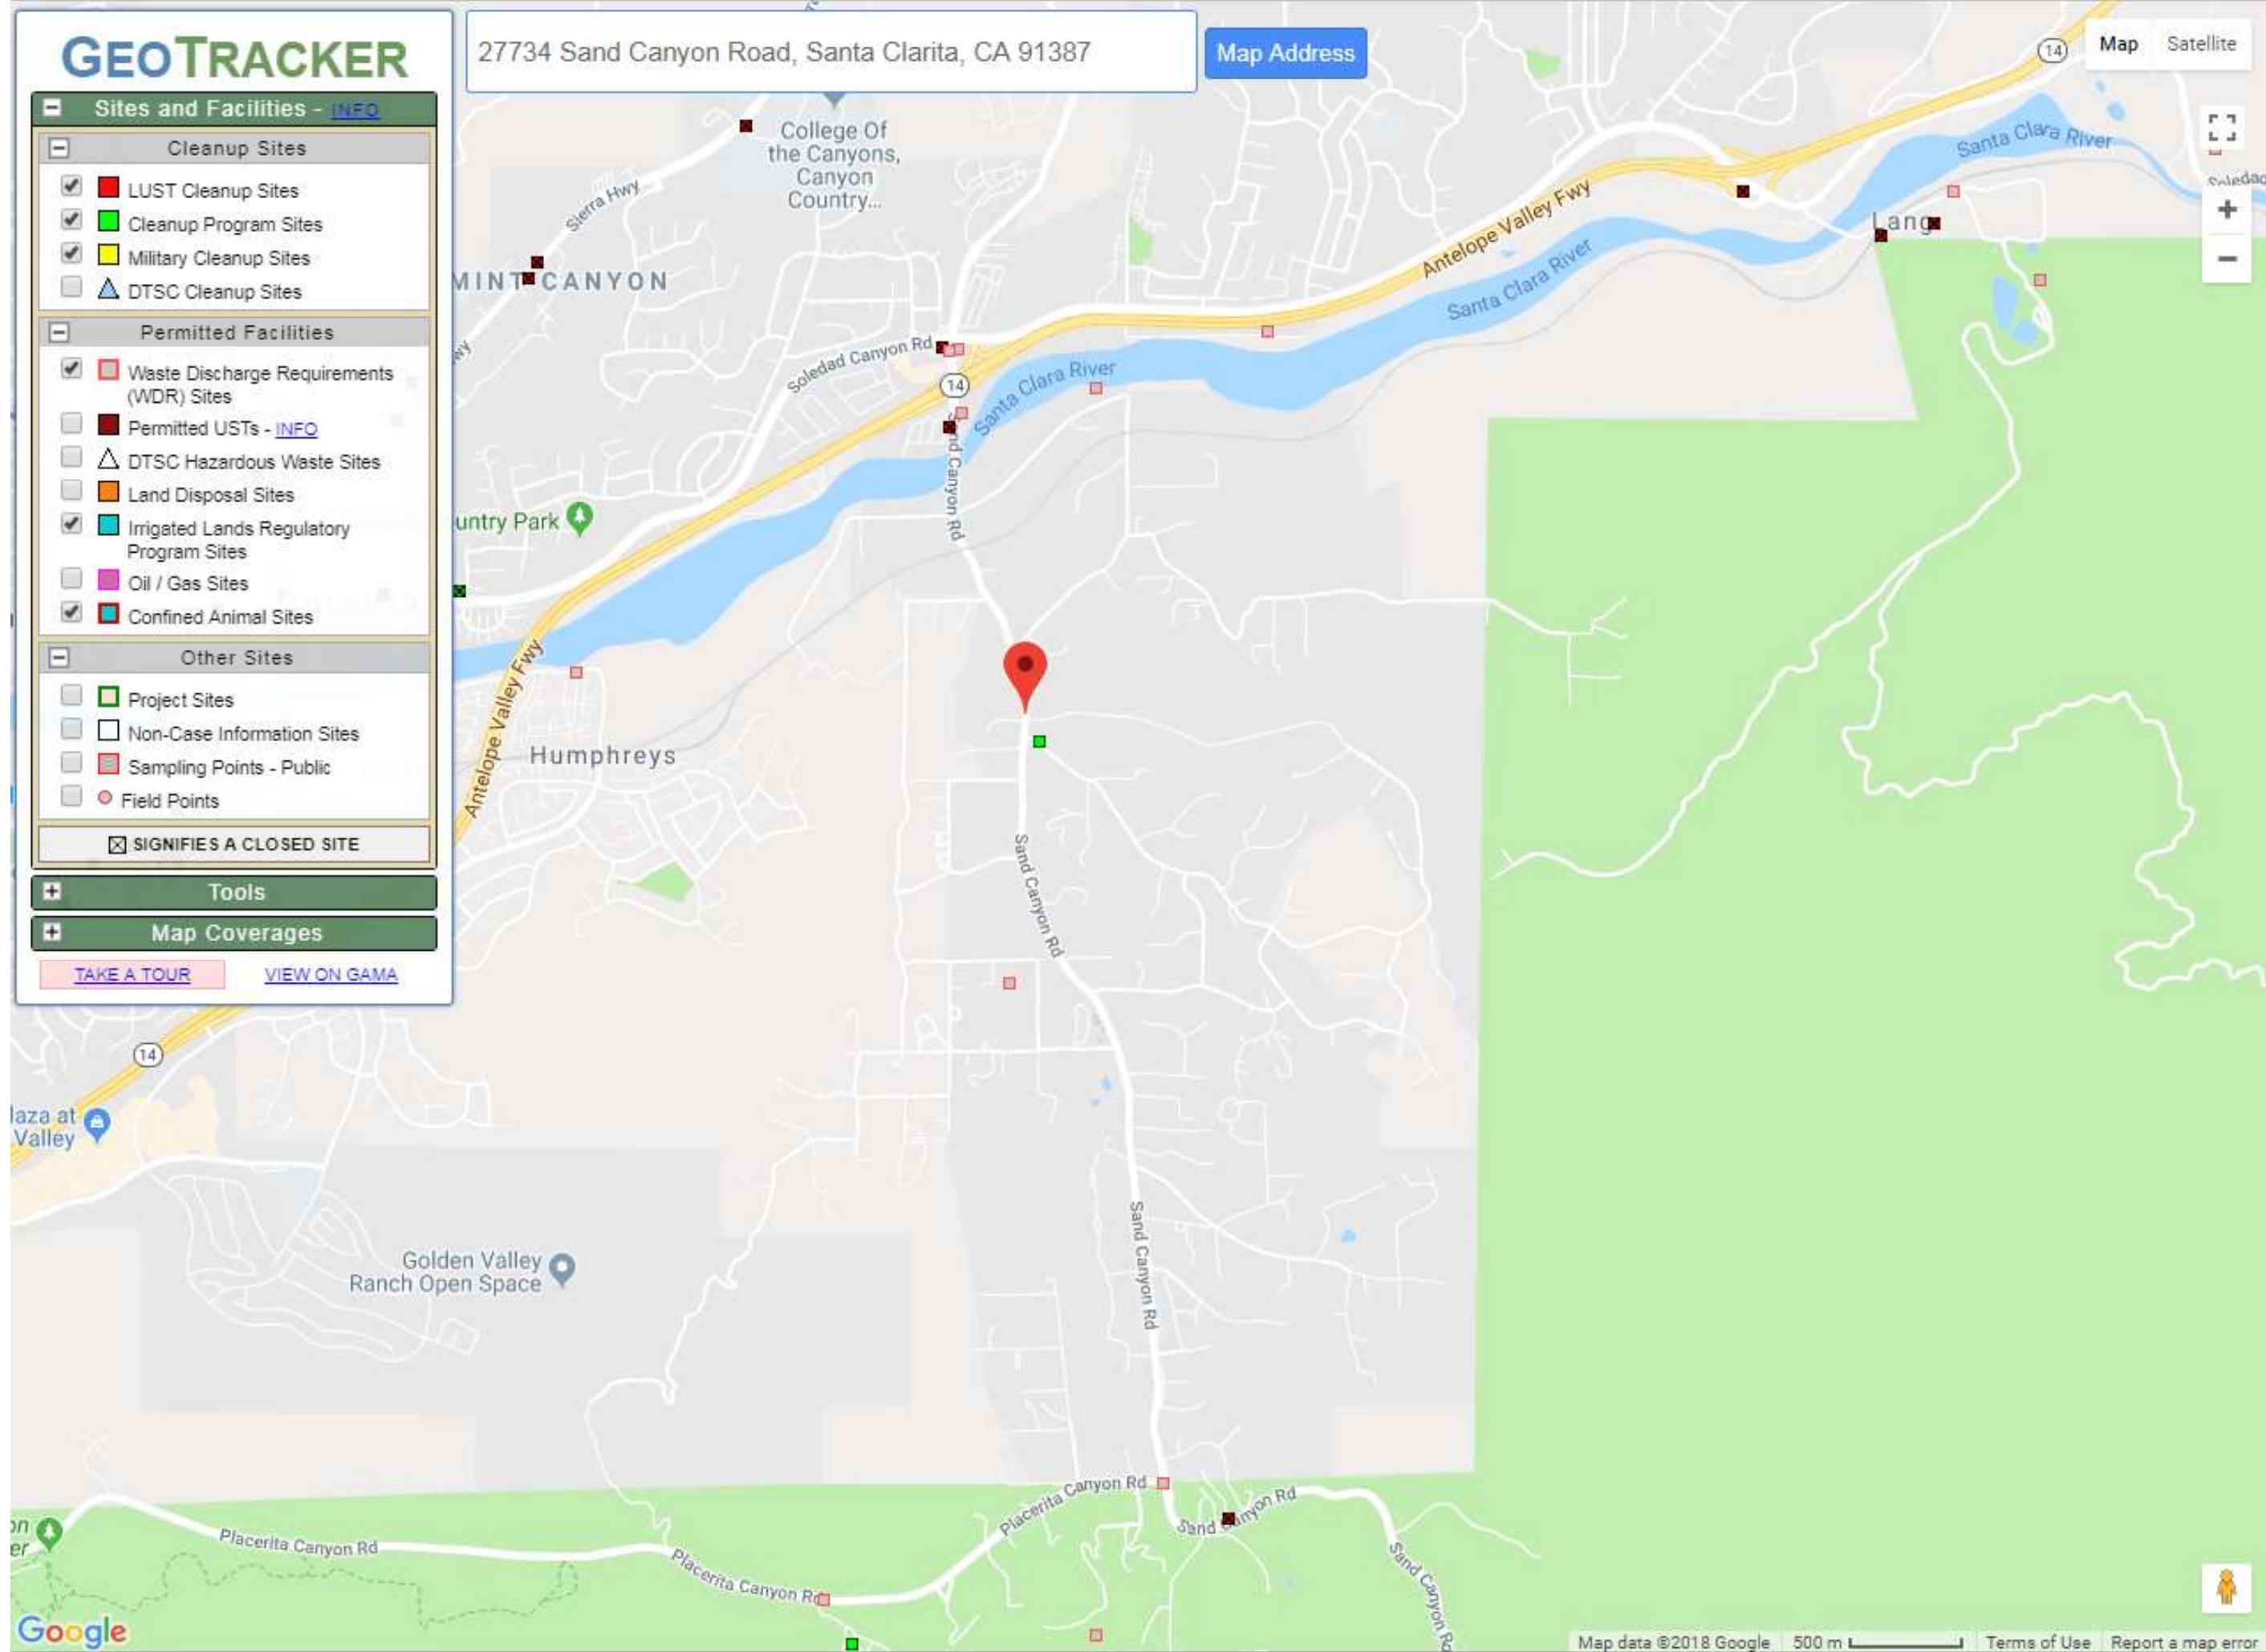 GEOTRACKER
27734 Sand Canyon Road, Santa Clarita, CA 91387
Map Address
Map
Satellite
Sites and Facilities - INFO
Cleanup Sites
LUST Cleanup Sites
Cleanup Program Sites
Military Cleanup Sites
DTSC Cleanup Sites
Permitted Facilities
Waste Discharge Requirements
(WDR) Sites
Permitted USTs - INFO
DTSC Hazardous Waste Sites
Land Disposal Sites
Irrigated Lands Regulatory
Program Sites
Oil / Gas Sites
Confined Animal Sites
Other Sites
Project Sites
Non-Case Information Sites
Sampling Points - Public
Field Points
SIGNIFIES A CLOSED SITE
Tools
Map Coverages
TAKE A TOUR
VIEW ON GAMA
14
College Of
the Canyons,
Canyon
Country...
Sierra Hwy
MINT CANYON
Santa Clara River
Antelope Valley Fwy
Lang
Santa Clara River
Soledad Canyon Rd
14
Santa Clara River
Sand Canyon Rd
untry Park
Antelope Valley Fwy
Humphreys
Sand Canyon Rd
14
laza at
Valley
Golden Valley
Ranch Open Space
Sand Canyon Rd
Placerita Canyon Rd
Sand Canyon Rd
on
er
Placerita Canyon Rd
Placerita Canyon Rd
Sand Canyon Rd
Google
Map data ©2018 Google
500 m
Terms of Use
Report a map error